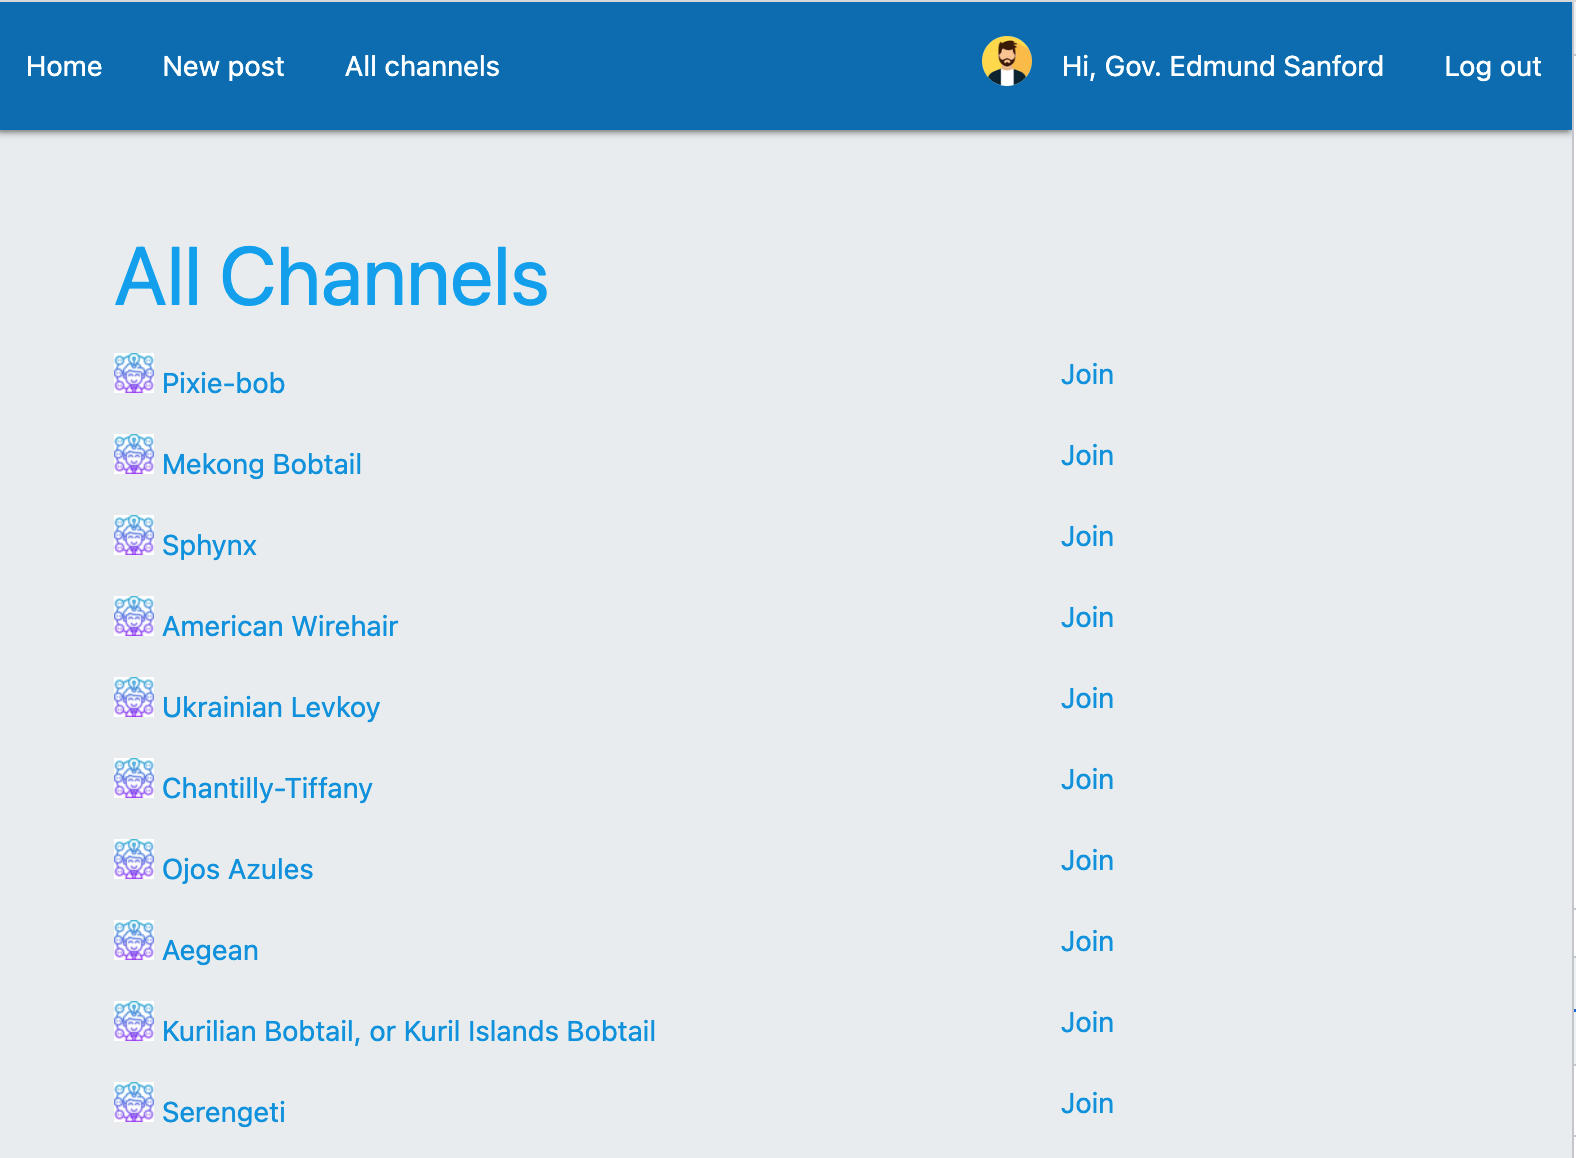 Home New post All channels Hi, Gov. Edmund Sanford Log out
All Channels
Pixie-bob Join
Mekong Bobtail Join
Sphynx Join
American Wirehair Join
Ukrainian Levkoy Join
Chantilly-Tiffany Join
Ojos Azules Join
Aegean Join
Kurilian Bobtail, or Kuril Islands Bobtail Join
Serengeti Join